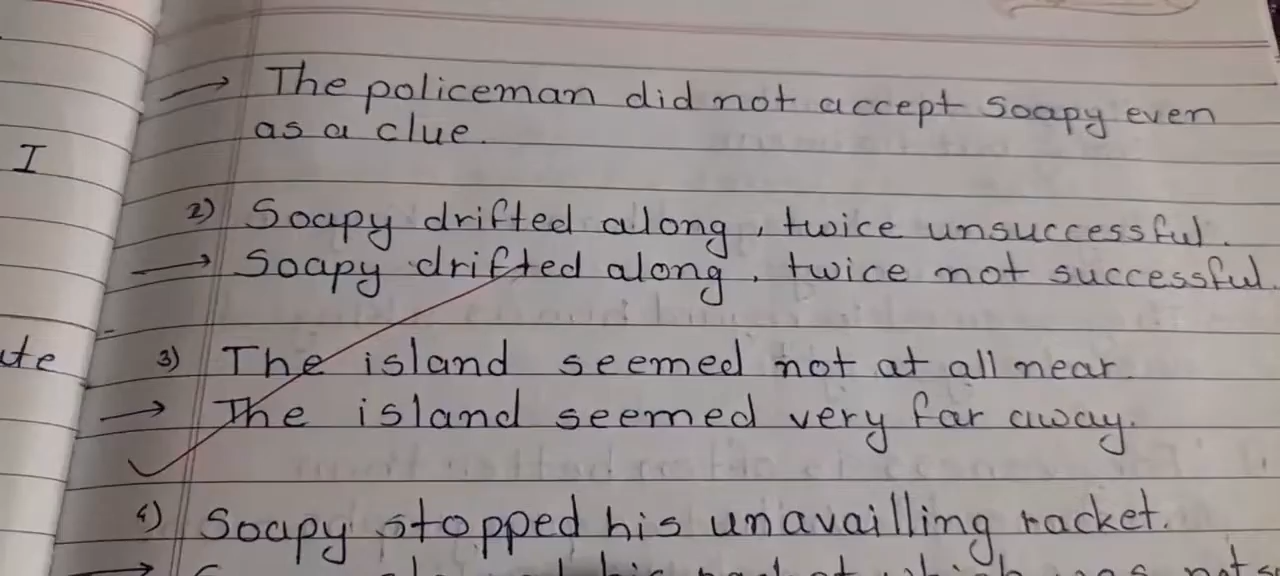 → The policeman did not accept Soapy even
as a clue.
I
2) Soapy drifted along, twice unsuccessful.
→ Soapy drifted along, twice not successful.
ute
3) The island seemed not at all near.
→ The island seemed very far away.
4) Soapy stopped his unavailling racket.